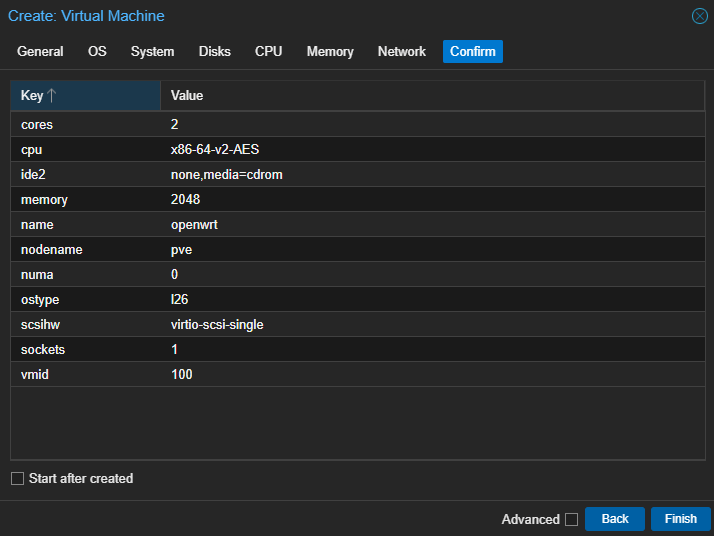 Create: Virtual Machine
General OS System Disks CPU Memory Network Confirm
Key Value
cores 2
cpu x86-64-v2-AES
ide2 none,media=cdrom
memory 2048
name openwrt
nodename pve
numa 0
ostype l26
scsihw virtio-scsi-single
sockets 1
vmid 100
Start after created
Advanced Back Finish